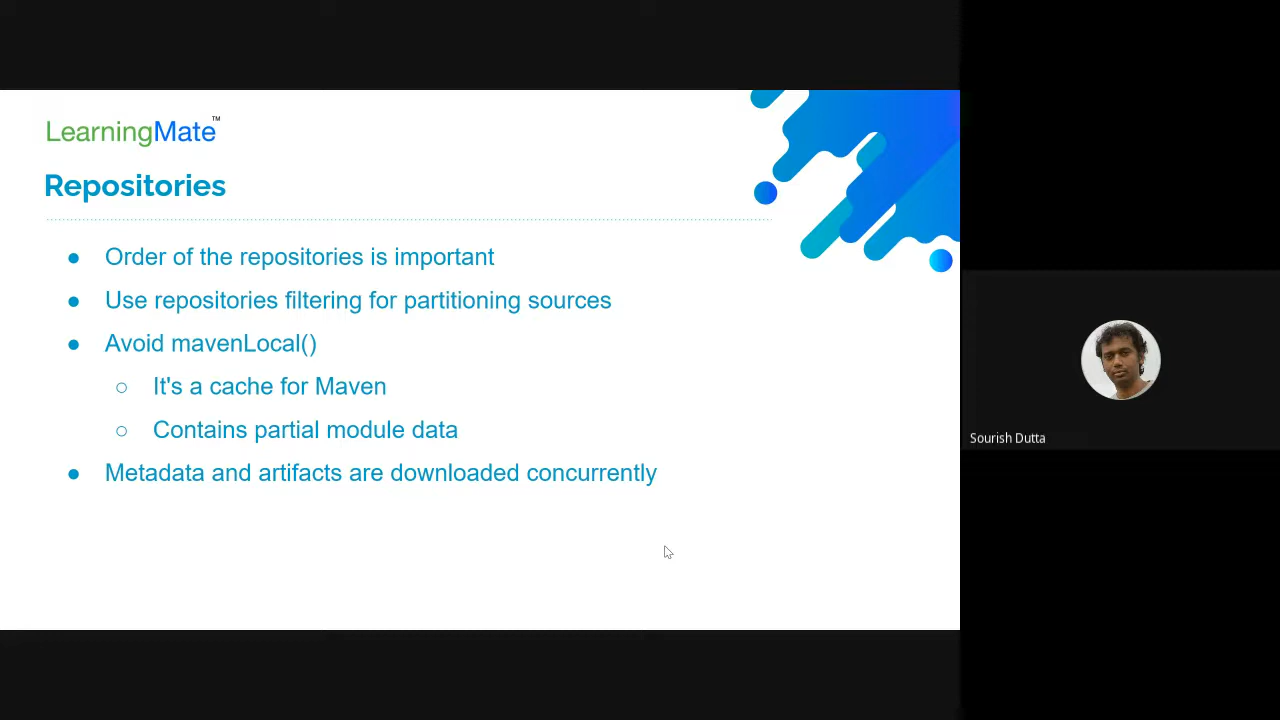 LearningMate™
Repositories
● Order of the repositories is important
● Use repositories filtering for partitioning sources
● Avoid mavenLocal()
○ It's a cache for Maven
○ Contains partial module data
● Metadata and artifacts are downloaded concurrently
Sourish Dutta